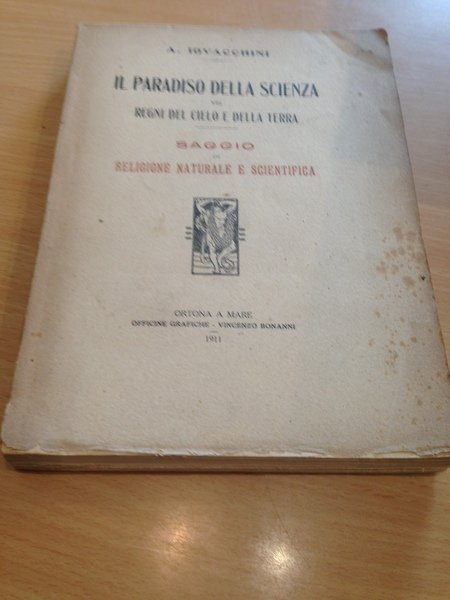 A. IOVACCHINI
IL PARADISO DELLA SCIENZA
NEI
REGNI DEL CIELO E DELLA TERRA
SAGGIO
DI
RELIGIONE NATURALE E SCIENTIFICA
ORTONA A MARE
OFFICINE GRAFICHE - VINCENZO BONANNI
1911